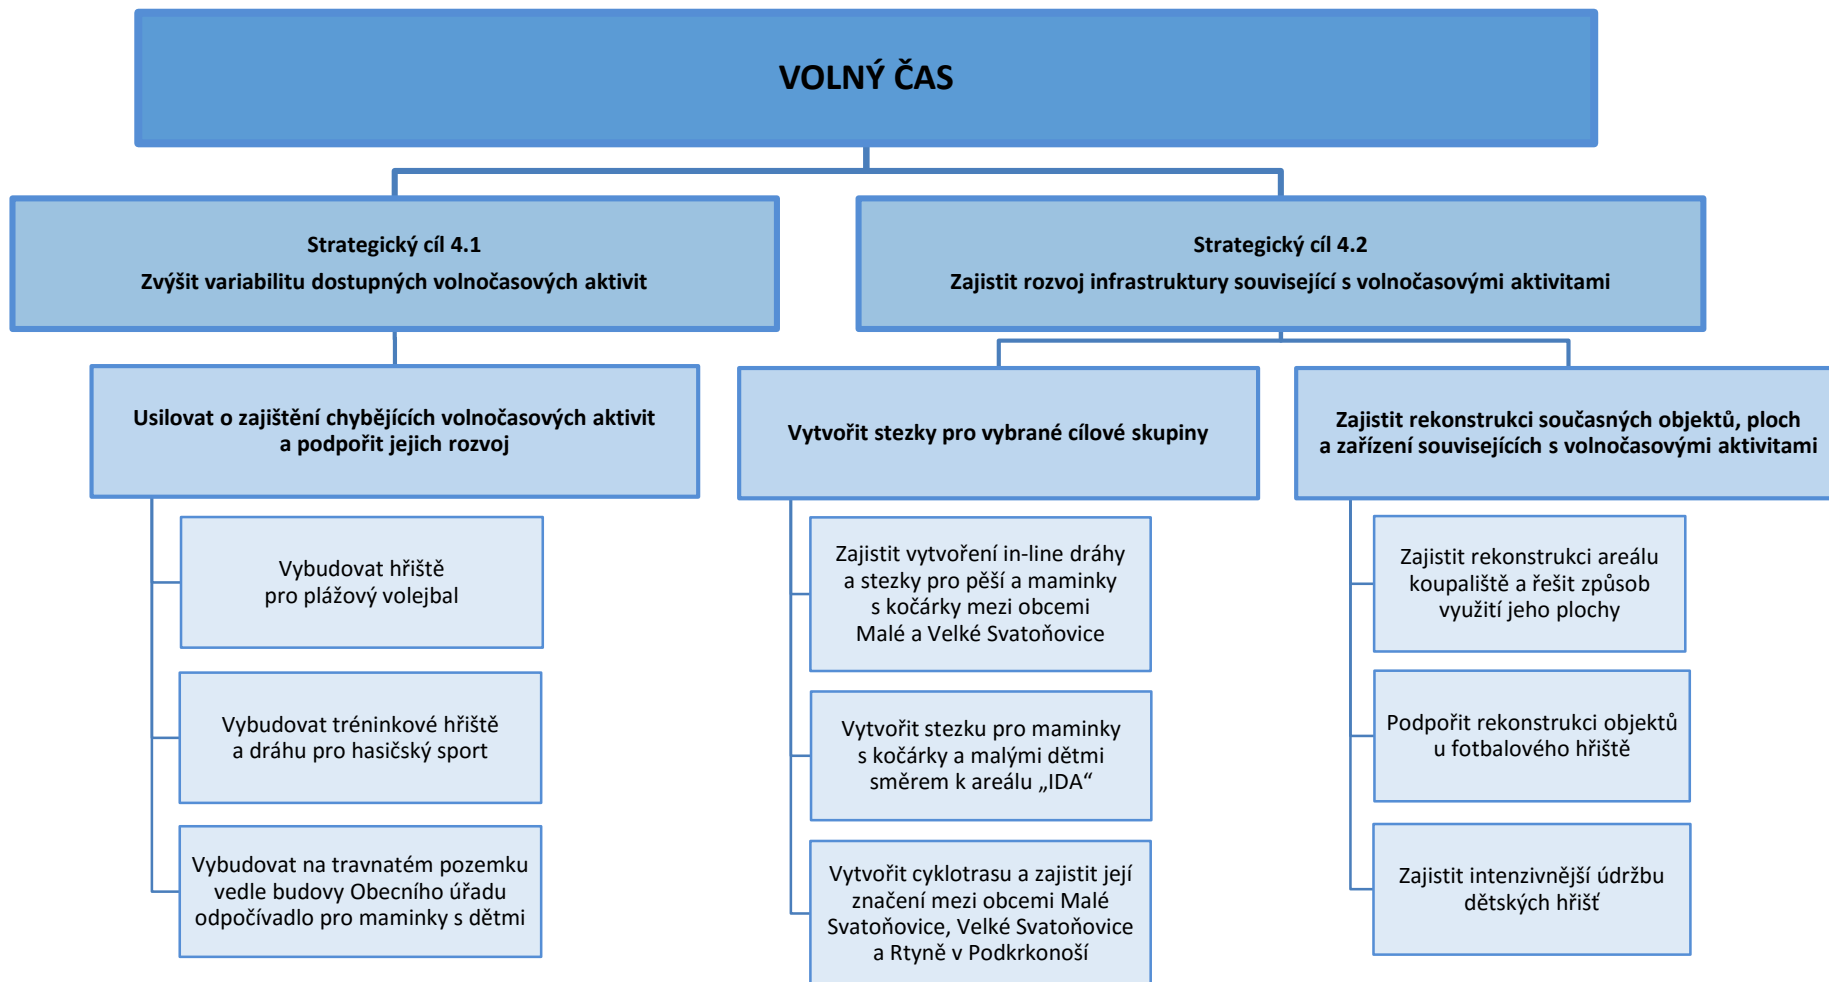 VOLNÝ ČAS
Strategický cíl 4.1
Zvýšit variabilitu dostupných volnočasových aktivit
Strategický cíl 4.2
Zajistit rozvoj infrastruktury související s volnočasovými aktivitami
Usilovat o zajištění chybějících volnočasových aktivit
a podpořit jejich rozvoj
Vybudovat hřiště
pro plážový volejbal
Vybudovat tréninkové hřiště
a dráhu pro hasičský sport
Vybudovat na travnatém pozemku
vedle budovy Obecního úřadu
odpočívadlo pro maminky s dětmi
Vytvořit stezky pro vybrané cílové skupiny
Zajistit vytvoření in-line dráhy
a stezky pro pěší a maminky
s kočárky mezi obcemi
Malé a Velké Svatoňovice
Vytvořit stezku pro maminky
s kočárky a malými dětmi
směrem k areálu „IDA“
Vytvořit cyklotrasu a zajistit její
značení mezi obcemi Malé
Svatoňovice, Velké Svatoňovice
a Rtyně v Podkrkonoší
Zajistit rekonstrukci současných objektů, ploch
a zařízení souvisejících s volnočasovými aktivitami
Zajistit rekonstrukci areálu
koupaliště a řešit způsob
využití jeho plochy
Podpořit rekonstrukci objektů
u fotbalového hřiště
Zajistit intenzivnější údržbu
dětských hřišť